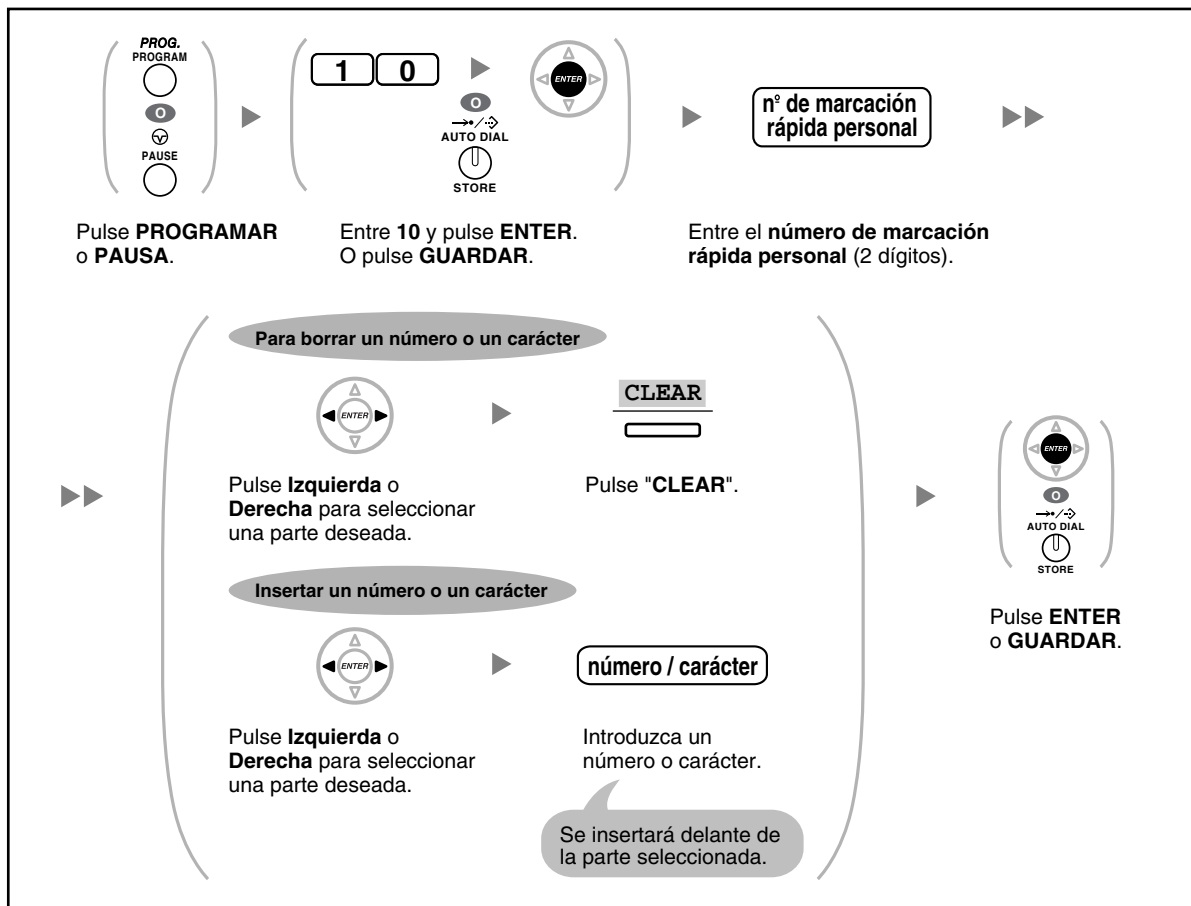 PROG.
PROGRAM
O
PAUSE
Pulse PROGRAMAR
o PAUSA.
1 0
ENTER
O
AUTO DIAL
STORE
Entre 10 y pulse ENTER.
O pulse GUARDAR.
nº de marcación
rápida personal
Entre el número de marcación
rápida personal (2 dígitos).
Para borrar un número o un carácter
ENTER
Pulse Izquierda o
Derecha para seleccionar
una parte deseada.
CLEAR
Pulse "CLEAR".
Insertar un número o un carácter
ENTER
Pulse Izquierda o
Derecha para seleccionar
una parte deseada.
número / carácter
Introduzca un
número o carácter.
Se insertará delante de
la parte seleccionada.
ENTER
O
AUTO DIAL
STORE
Pulse ENTER
o GUARDAR.